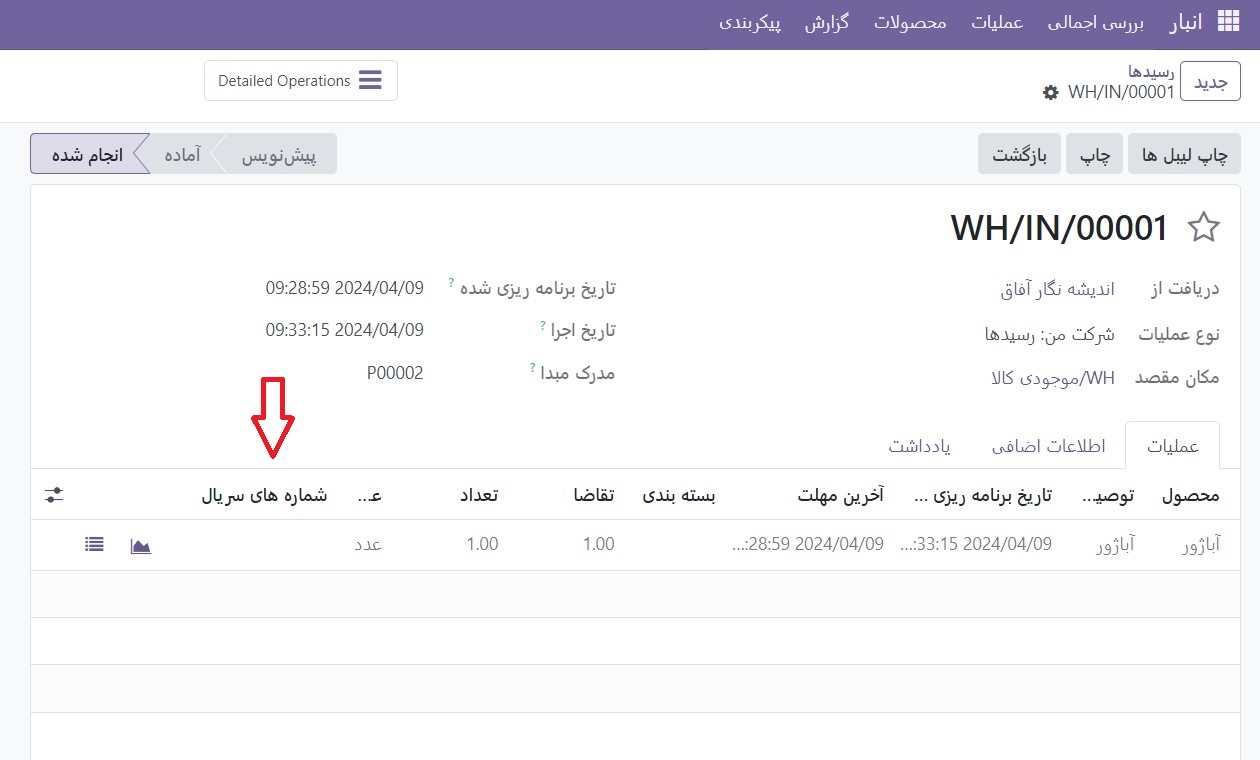 انبار بررسی اجمالی عملیات محصولات گزارش پیکربندی
جدید
رسیدها
WH/IN/00001
Detailed Operations
چاپ لیبل ها چاپ بازگشت
پیش‌نویس آماده انجام شده
WH/IN/00001
دریافت از اندیشه نگار آفاق
تاریخ برنامه ریزی شده ? 2024/04/09 09:28:59
نوع عملیات شرکت من: رسیدها
تاریخ اجرا ? 2024/04/09 09:33:15
مکان مقصد WH/موجودی کالا
مدرک مبدا ? P00002
عملیات اطلاعات اضافی یادداشت
محصول توصیـ... تاریخ برنامه ریزی ... آخرین مهلت بسته بندی تقاضا تعداد عـ... شماره های سریال
آباژور آباژور 2024/04/09 33:15:... 2024/04/09 28:59:... 1.00 1.00 عدد